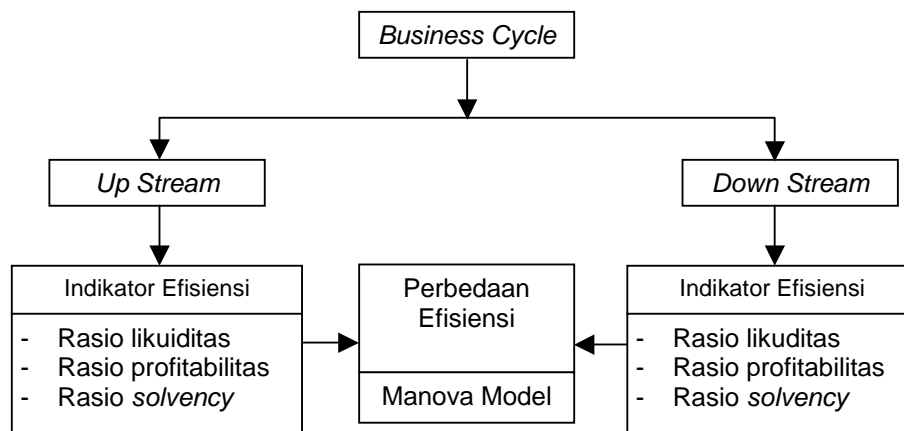 Business Cycle
Up Stream
Down Stream
Indikator Efisiensi
- Rasio likuiditas
- Rasio profitabilitas
- Rasio solvency
Perbedaan
Efisiensi
Manova Model
Indikator Efisiensi
- Rasio likuditas
- Rasio profitabilitas
- Rasio solvency